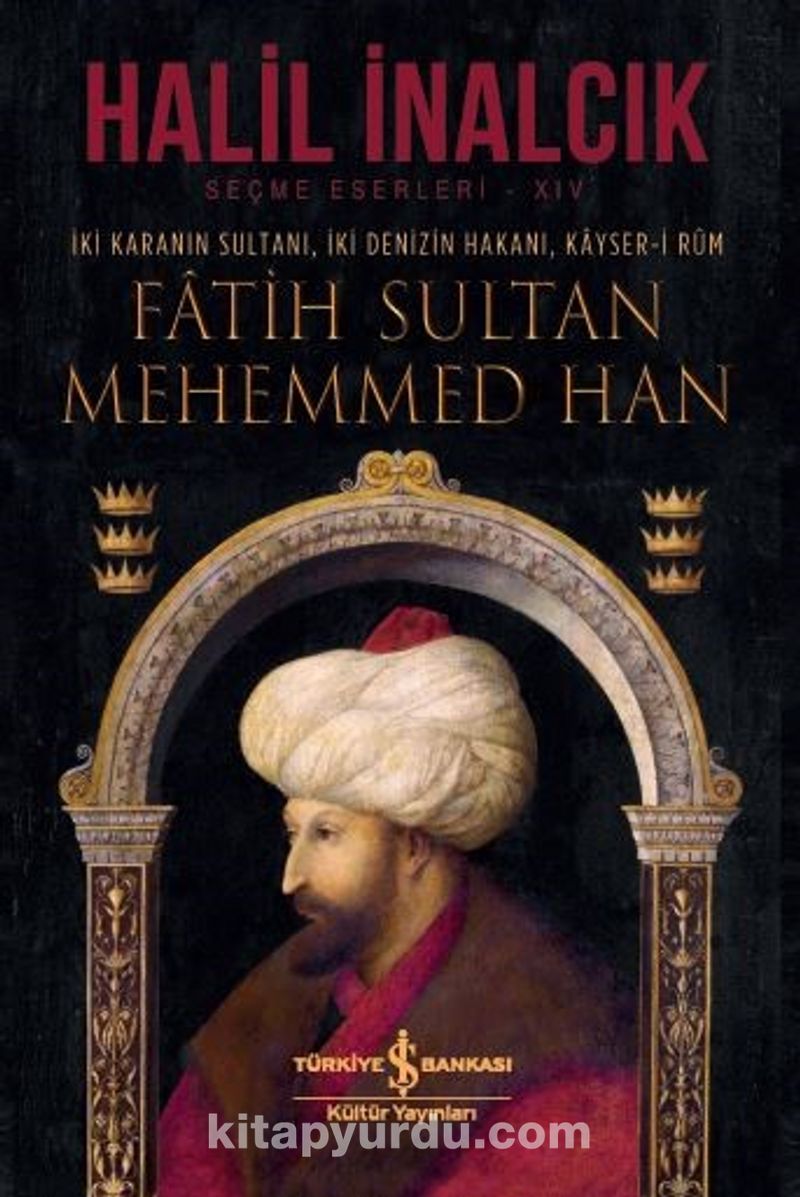 HALİL İNALCIK
SEÇME ESERLERİ - XIV
İKİ KARANIN SULTANI, İKİ DENİZİN HAKANI, KÂYSER-İ RÛM
FÂTİH SULTAN
MEHEMMED HAN
TÜRKİYE İŞ BANKASI
Kültür Yayınları
kitapyurdu.com